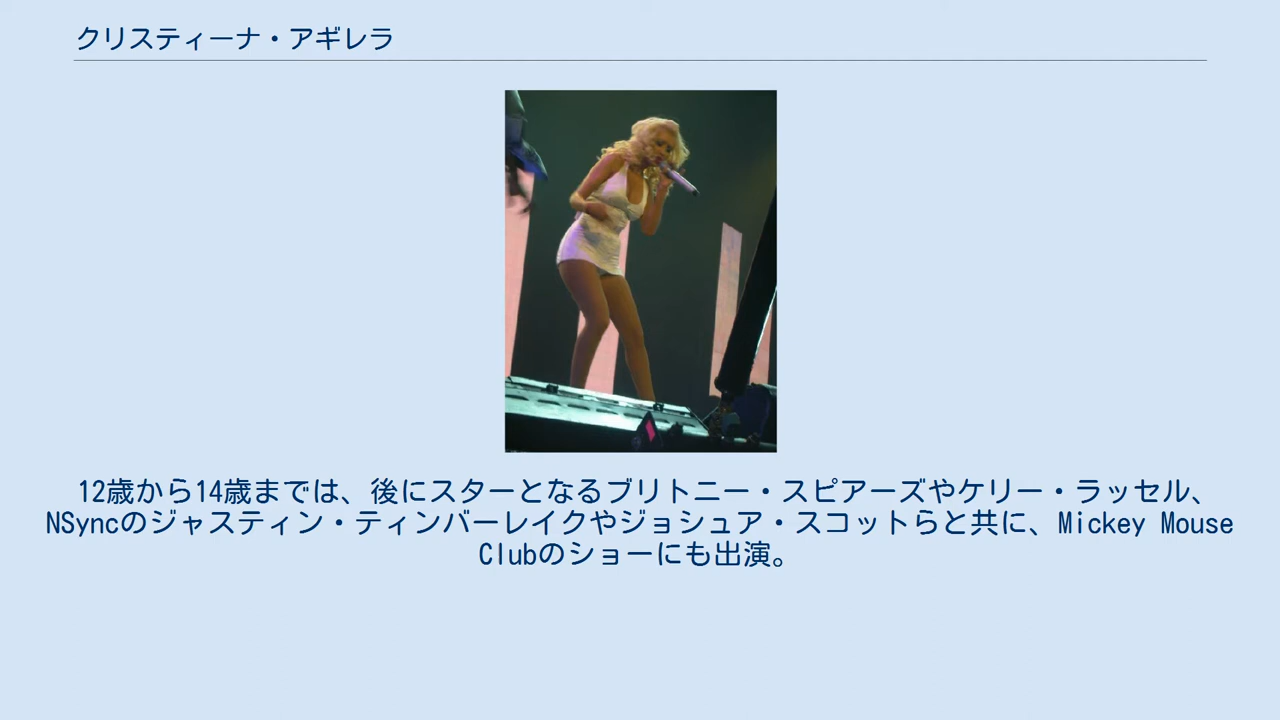 クリスティーナ・アギレラ
12歳から14歳までは、後にスターとなるブリトニー・スピアーズやケリー・ラッセル、
NSyncのジャスティン・ティンバーレイクやジョシュア・スコットらと共に、Mickey Mouse
Clubのショーにも出演。